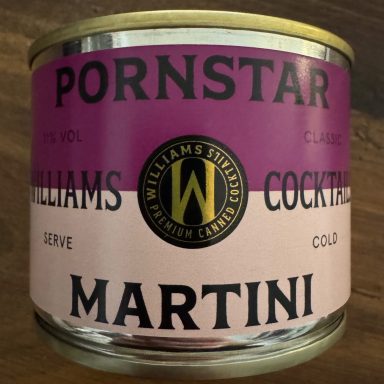 PORNSTAR
11% VOL CLASSIC
WILLIAMS COCKTAIL
WILLIAMS COCKTAILS
W
PREMIUM CANNED
SERVE COLD
MARTINI